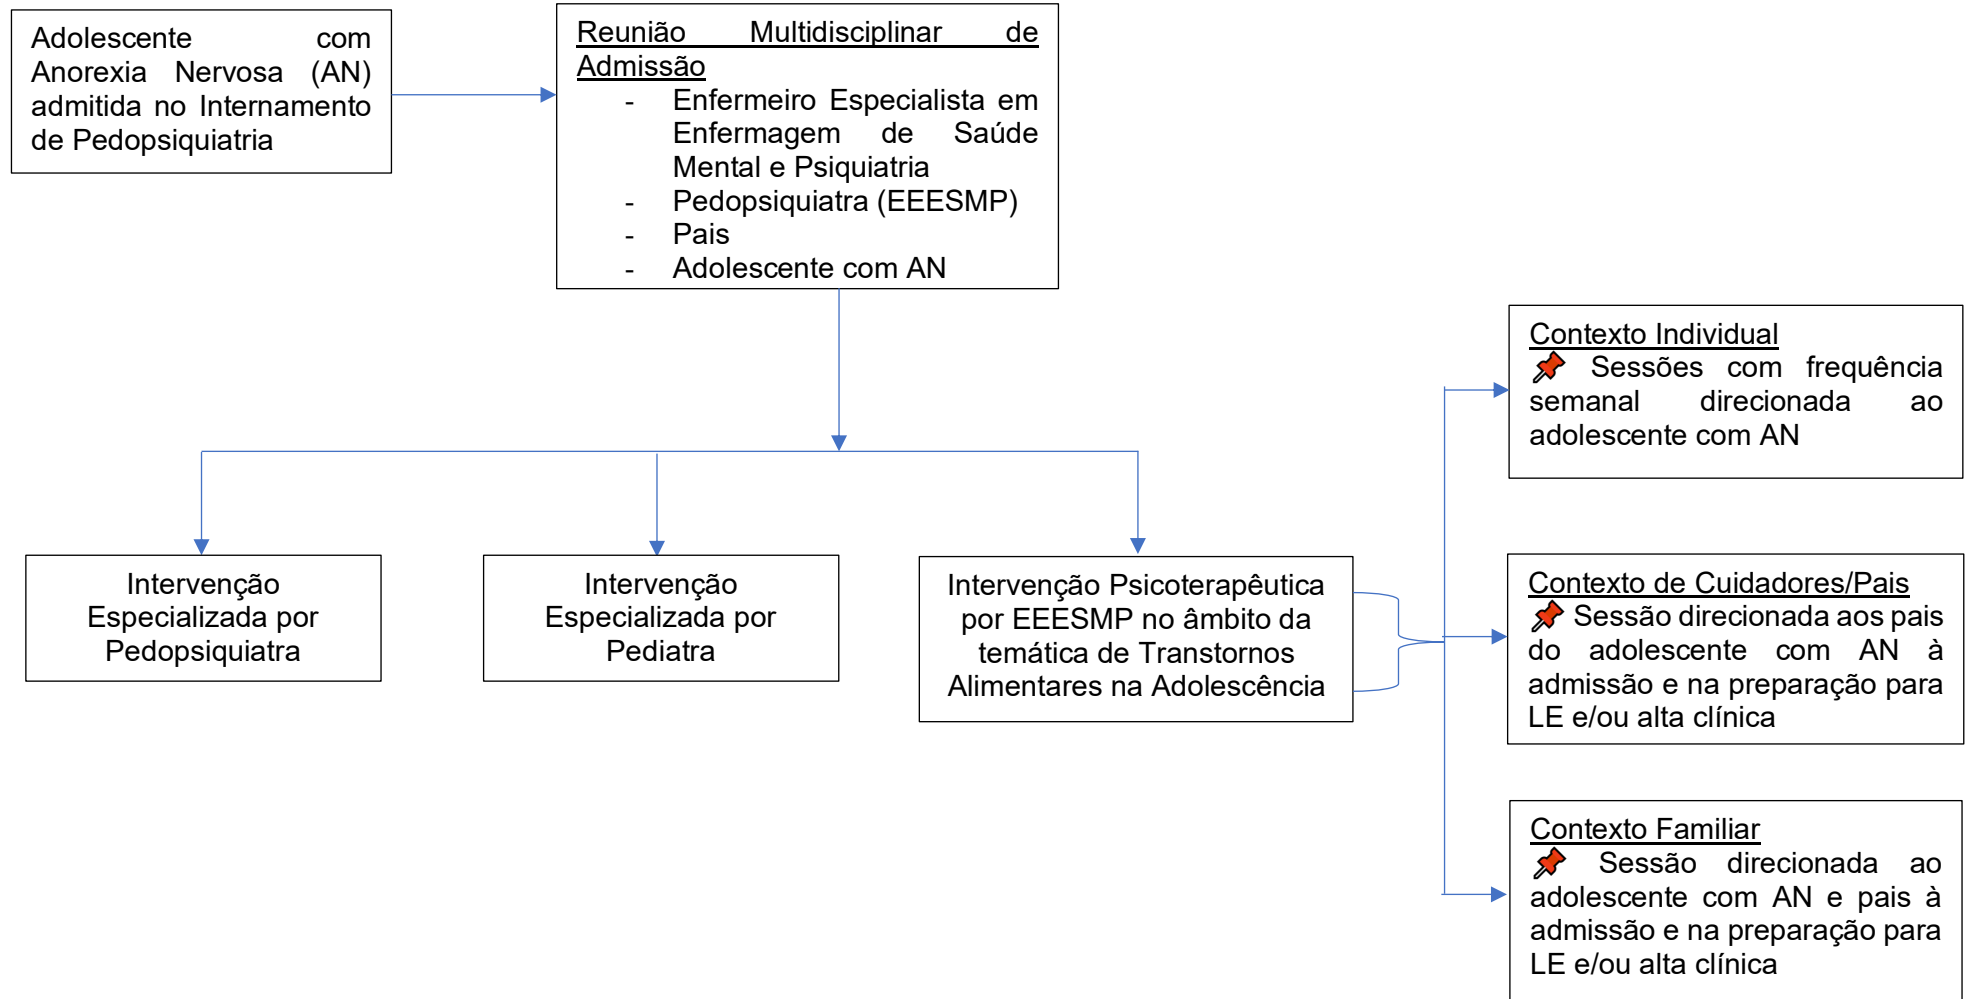 Adolescente com
Anorexia Nervosa (AN)
admitida no Internamento
de Pedopsiquiatria
Reunião Multidisciplinar de
Admissão
- Enfermeiro Especialista em
Enfermagem de Saúde
Mental e Psiquiatria
- Pedopsiquiatra (EEESMP)
- Pais
- Adolescente com AN
Intervenção
Especializada por
Pedopsiquiatra
Intervenção
Especializada por
Pediatra
Intervenção Psicoterapêutica
por EEESMP no âmbito da
temática de Transtornos
Alimentares na Adolescência
Contexto Individual
📌 Sessões com frequência
semanal direcionada ao
adolescente com AN
Contexto de Cuidadores/Pais
📌 Sessão direcionada aos pais
do adolescente com AN à
admissão e na preparação para
LE e/ou alta clínica
Contexto Familiar
📌 Sessão direcionada ao
adolescente com AN e pais à
admissão e na preparação para
LE e/ou alta clínica